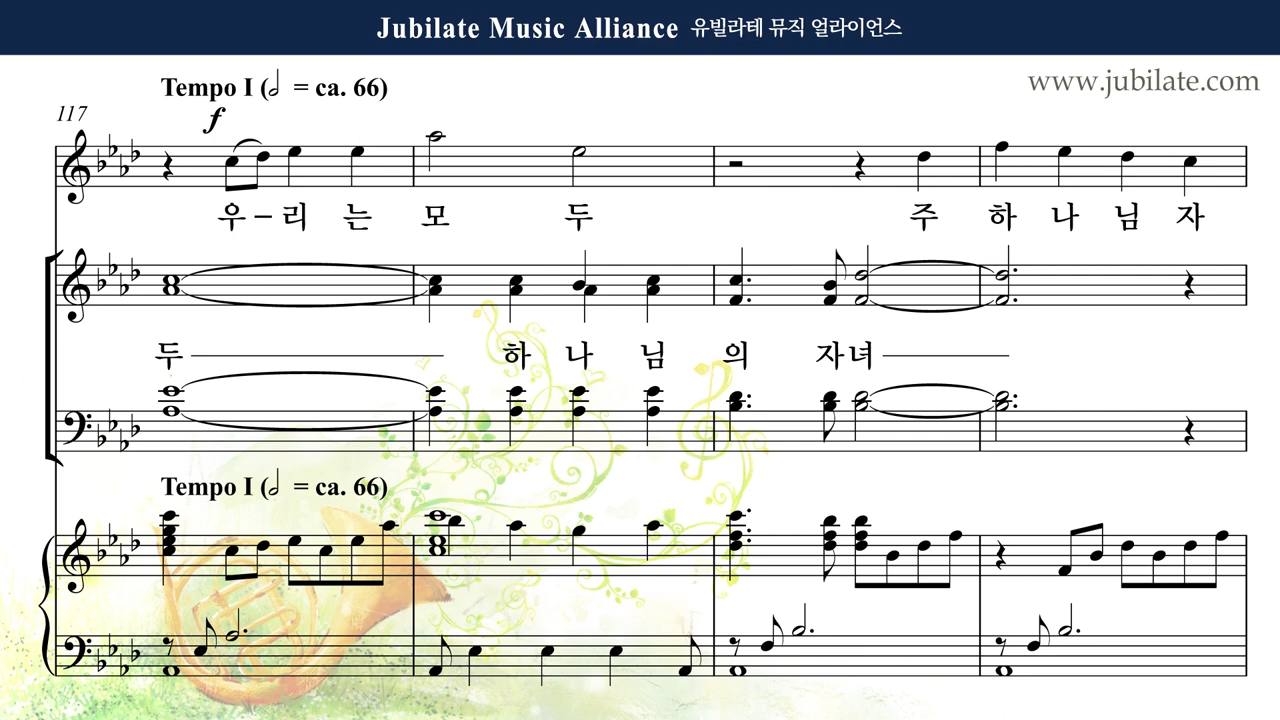 Jubilate Music Alliance 유빌라테 뮤직 얼라이언스
www.jubilate.com
Tempo I (𝅗𝅥 = ca. 66)
117
f
우 – 리 는 모 두 주 하 나 님 자
두 하 나 님 의 자 녀
Tempo I (𝅗𝅥 = ca. 66)